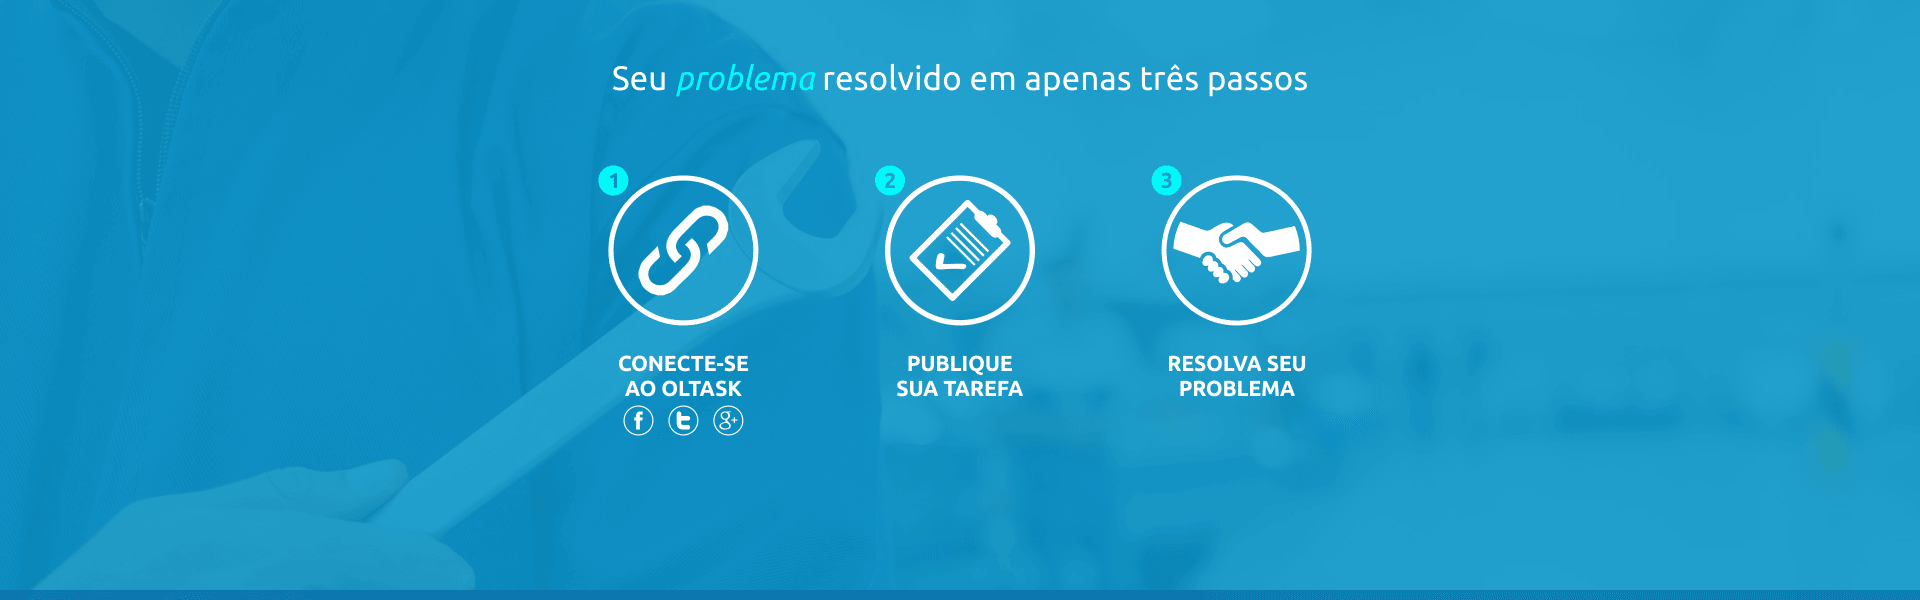 Seu problema resolvido em apenas três passos
1
2
3
CONECTE-SE
AO OLTASK
PUBLIQUE
SUA TAREFA
RESOLVA SEU
PROBLEMA
f
t
g+